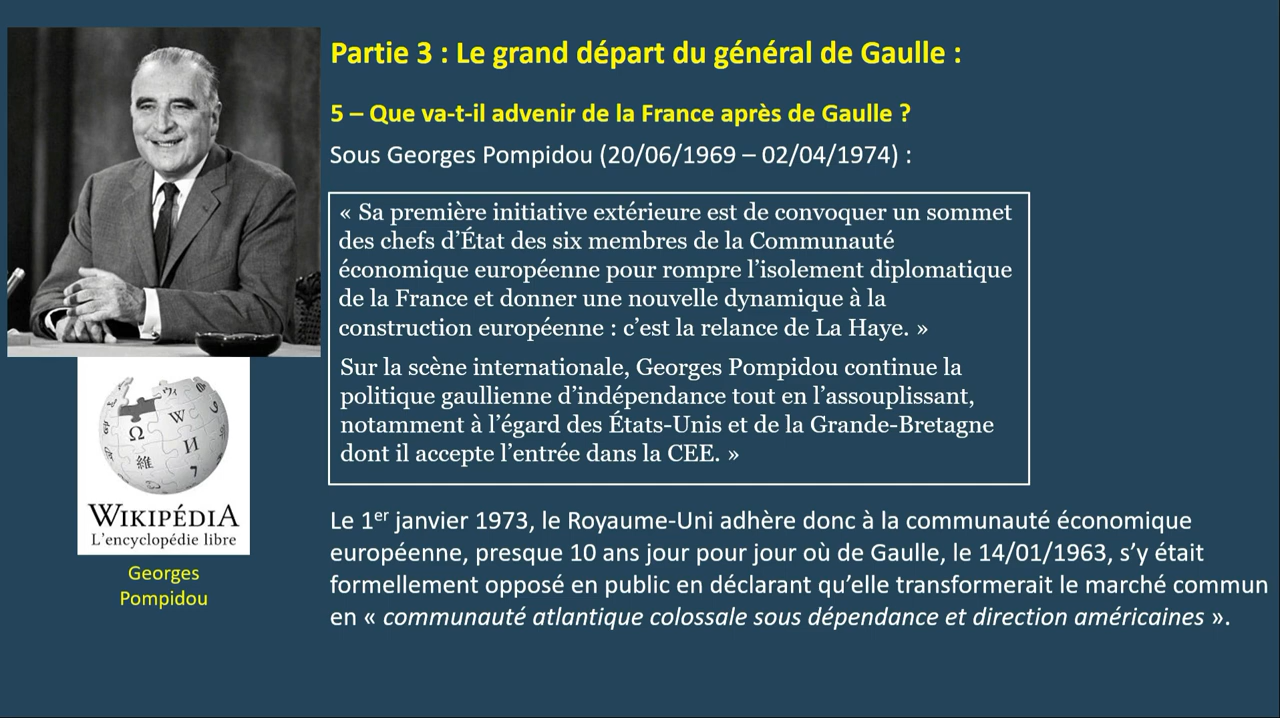 Partie 3 : Le grand départ du général de Gaulle :
5 – Que va-t-il advenir de la France après de Gaulle ?
Sous Georges Pompidou (20/06/1969 – 02/04/1974) :
« Sa première initiative extérieure est de convoquer un sommet
des chefs d’État des six membres de la Communauté
économique européenne pour rompre l’isolement diplomatique
de la France et donner une nouvelle dynamique à la
construction européenne : c’est la relance de La Haye. »
Sur la scène internationale, Georges Pompidou continue la
politique gaullienne d’indépendance tout en l’assouplissant,
notamment à l’égard des États-Unis et de la Grande-Bretagne
dont il accepte l’entrée dans la CEE. »
Ω
W
И
維
WIKIPÉDIA
L’encyclopédie libre
Georges
Pompidou
Le 1er janvier 1973, le Royaume-Uni adhère donc à la communauté économique
européenne, presque 10 ans jour pour jour où de Gaulle, le 14/01/1963, s’y était
formellement opposé en public en déclarant qu’elle transformerait le marché commun
en « communauté atlantique colossale sous dépendance et direction américaines ».